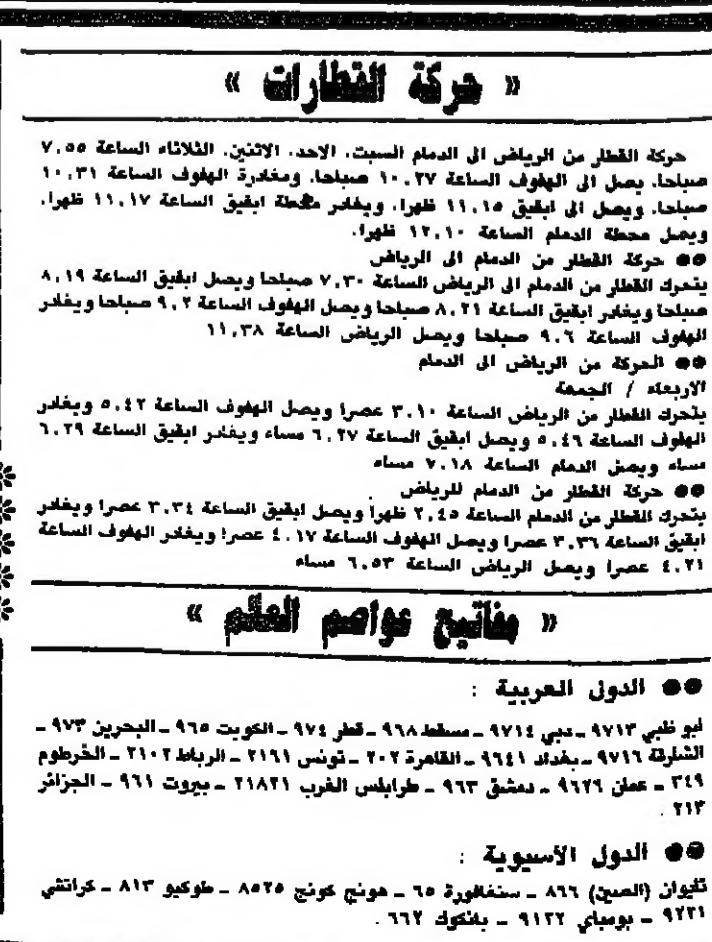 « حركة القطارات »
حركة القطار من الرياض الى الدمام السبت، الاحد، الاثنين، الثلاثاء الساعة ٧,٥٥
صباحا، يصل الى الهفوف الساعة ١٠,٢٧ صباحا، ومغادرة الهفوف الساعة ١٠,٣١
صباحا، ويصل الى ابقيق ١١,١٥ ظهرا، ويغادر محطة ابقيق الساعة ١١,١٧ ظهرا،
ويصل محطة الدمام الساعة ١٢,١٠ ظهرا.
●● حركة القطار من الدمام الى الرياض
يتحرك القطار من الدمام الى الرياض الساعة ٧,٣٠ صباحا ويصل ابقيق الساعة ٨,١٩
صباحا ويغادر ابقيق الساعة ٨,٢١ صباحا ويصل الهفوف الساعة ٩,٢ صباحا ويغادر
الهفوف الساعة ٩,٦ صباحا ويصل الرياض الساعة ١١,٣٨
●● الحركة من الرياض الى الدمام
الاربعاء / الجمعة
يتحرك القطار من الرياض الساعة ٣,١٠ عصرا ويصل الهفوف الساعة ٥,٤٢ ويغادر
الهفوف الساعة ٥,٤٦ ويصل ابقيق الساعة ٦,٢٧ مساء ويغادر ابقيق الساعة ٦,٢٩
مساء ويصل الدمام الساعة ٧,١٨ مساء
●● حركة القطار من الدمام للرياض
يتحرك القطار من الدمام الساعة ٢,٤٥ ظهراً ويصل ابقيق الساعة ٣,٣٤ عصرا ويغادر
ابقيق الساعة ٣,٣٦ عصرا ويصل الهفوف الساعة ٤,١٧ عصرا ويغادر الهفوف الساعة
٤,٢١ عصرا ويصل الرياض الساعة ٦,٥٣ مساء
« مفاتيح عواصم العالم »
●● الدول العربية :
ابو ظبي ٩٧١٢ ـ دبي ٩٧١٤ ـ مسقط ٩٦٨ ـ قطر ٩٧٤ ـ الكويت ٩٦٥ ـ البحرين ٩٧٣ ـ
الشارقة ٩٧١٦ ـ بغداد ٩٦٤١ ـ القاهرة ٢٠٢ ـ تونس ٢١٦١ ـ الرباط ٢١٠٢ ـ الخرطوم
٢٤٩ ـ عمان ٩٦٢٦ ـ دمشق ٩٦٣ ـ طرابلس الغرب ٢١٨٢١ ـ بيروت ٩٦١ ـ الجزائر
٢١٣ .
●● الدول الآسيوية :
تايوان (الصين) ٨٦٦ ـ سنغافورة ٦٥ ـ هونج كونج ٨٥٢٥ ـ طوكيو ٨١٣ ـ كراتشي
٩٢٢١ ـ بومباي ٩١٢٢ ـ بانكوك ٦٦٢ .